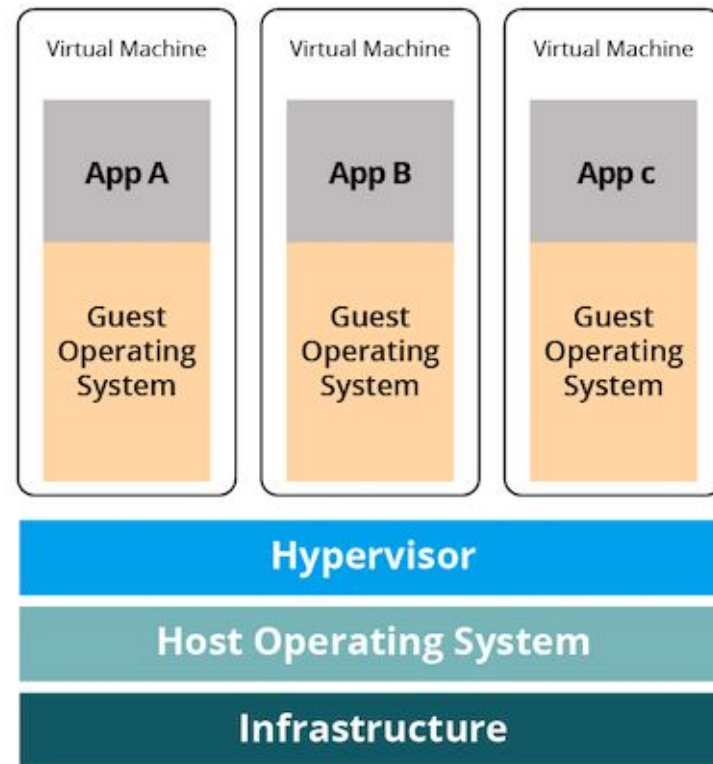 Virtual Machine
Virtual Machine
Virtual Machine
App A
App B
App c
Guest
Operating
System
Guest
Operating
System
Guest
Operating
System
Hypervisor
Host Operating System
Infrastructure